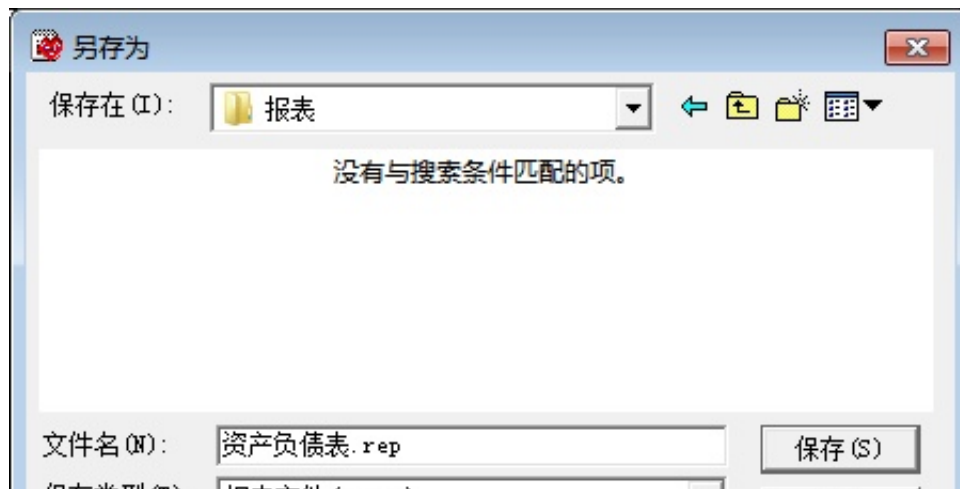 另存为
保存在(I):
报表
没有与搜索条件匹配的项。
文件名(N):
资产负债表.rep
保存(S)